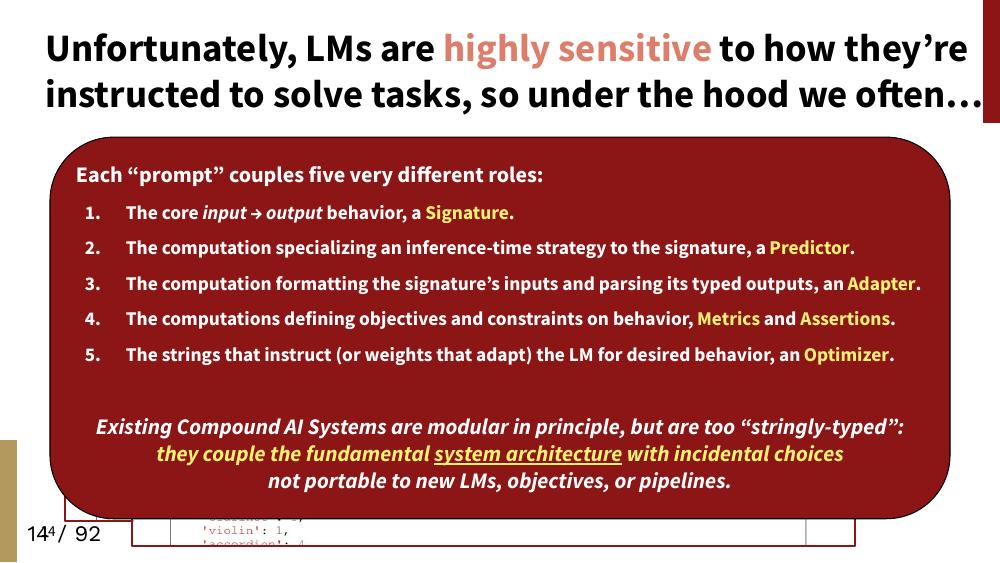 Unfortunately, LMs are highly sensitive to how they’re
instructed to solve tasks, so under the hood we often…
Each “prompt” couples five very different roles:
1. The core input → output behavior, a Signature.
2. The computation specializing an inference-time strategy to the signature, a Predictor.
3. The computation formatting the signature’s inputs and parsing its typed outputs, an Adapter.
4. The computations defining objectives and constraints on behavior, Metrics and Assertions.
5. The strings that instruct (or weights that adapt) the LM for desired behavior, an Optimizer.
Existing Compound AI Systems are modular in principle, but are too “stringly-typed”:
they couple the fundamental system architecture with incidental choices
not portable to new LMs, objectives, or pipelines.
'violin': 1,
'accordion': 4
14 / 92